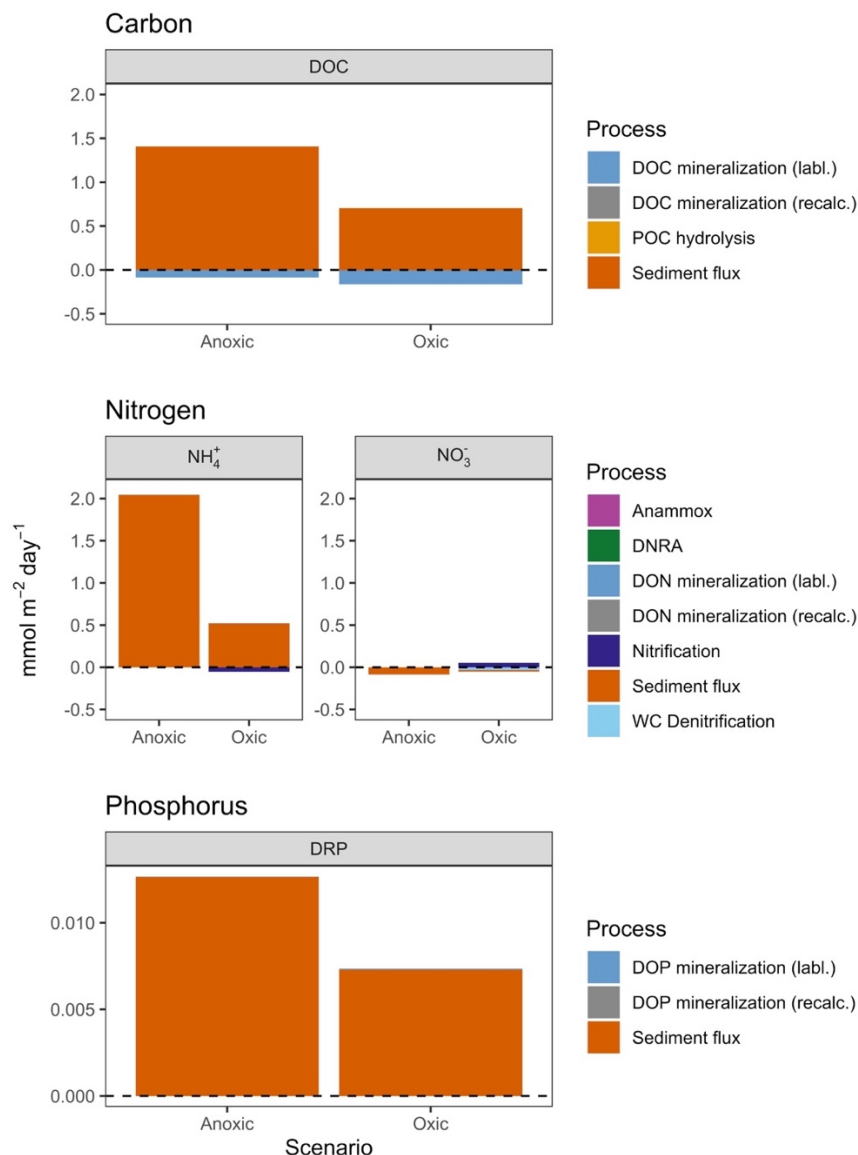 Carbon
DOC
2.0
1.5
1.0
0.5
0.0
-0.5
Anoxic Oxic
Process
DOC mineralization (labl.)
DOC mineralization (recalc.)
POC hydrolysis
Sediment flux
Nitrogen
NH₄⁺ NO₃⁻
2.0 2.0
1.5 1.5
1.0 1.0
0.5 0.5
0.0 0.0
-0.5 -0.5
Anoxic Oxic Anoxic Oxic
mmol m⁻² day⁻¹
Process
Anammox
DNRA
DON mineralization (labl.)
DON mineralization (recalc.)
Nitrification
Sediment flux
WC Denitrification
Phosphorus
DRP
0.010
0.005
0.000
Anoxic Oxic
Scenario
Process
DOP mineralization (labl.)
DOP mineralization (recalc.)
Sediment flux